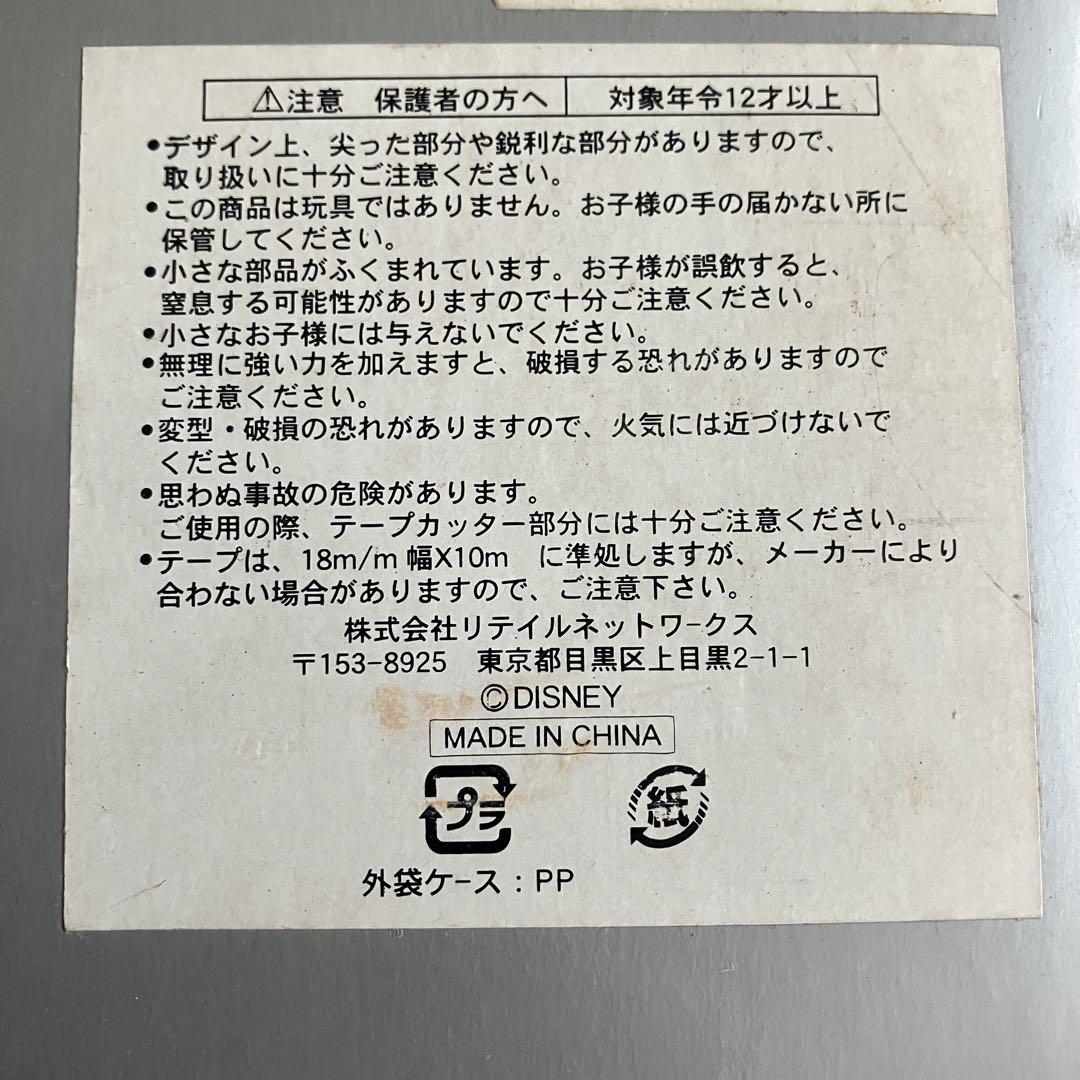 ⚠注意　保護者の方へ　対象年令12才以上
•デザイン上、尖った部分や鋭利な部分がありますので、
取り扱いに十分ご注意ください。
•この商品は玩具ではありません。お子様の手の届かない所に
保管してください。
•小さな部品がふくまれています。お子様が誤飲すると、
窒息する可能性がありますので十分ご注意ください。
•小さなお子様には与えないでください。
•無理に強い力を加えますと、破損する恐れがありますので
ご注意ください。
•変型・破損の恐れがありますので、火気には近づけないで
ください。
•思わぬ事故の危険があります。
ご使用の際、テープカッター部分には十分ご注意ください。
•テープは、18m/m 幅X10m　に準処しますが、メーカーにより
合わない場合がありますので、ご注意下さい。
株式会社リテイルネットワークス
〒153-8925　東京都目黒区上目黒2-1-1
©DISNEY
MADE IN CHINA
プラ 紙
外袋ケース：PP